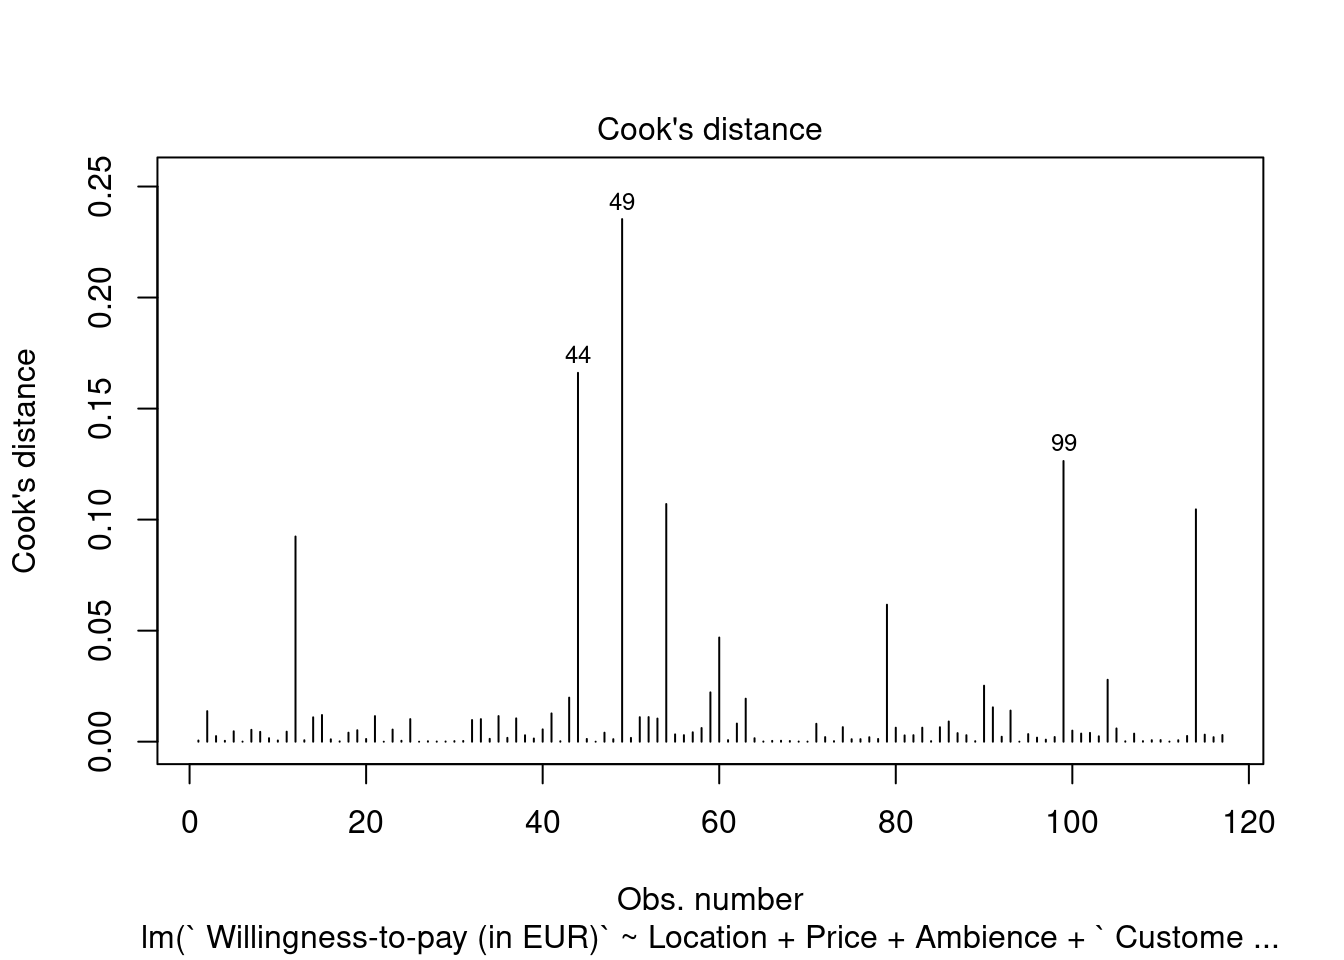 Cook's distance
0.25
0.20
0.15
0.10
0.05
0.00
Cook's distance
49
44
99
0 20 40 60 80 100 120
Obs. number
lm(` Willingness-to-pay (in EUR)` ~ Location + Price + Ambience + ` Custome ...